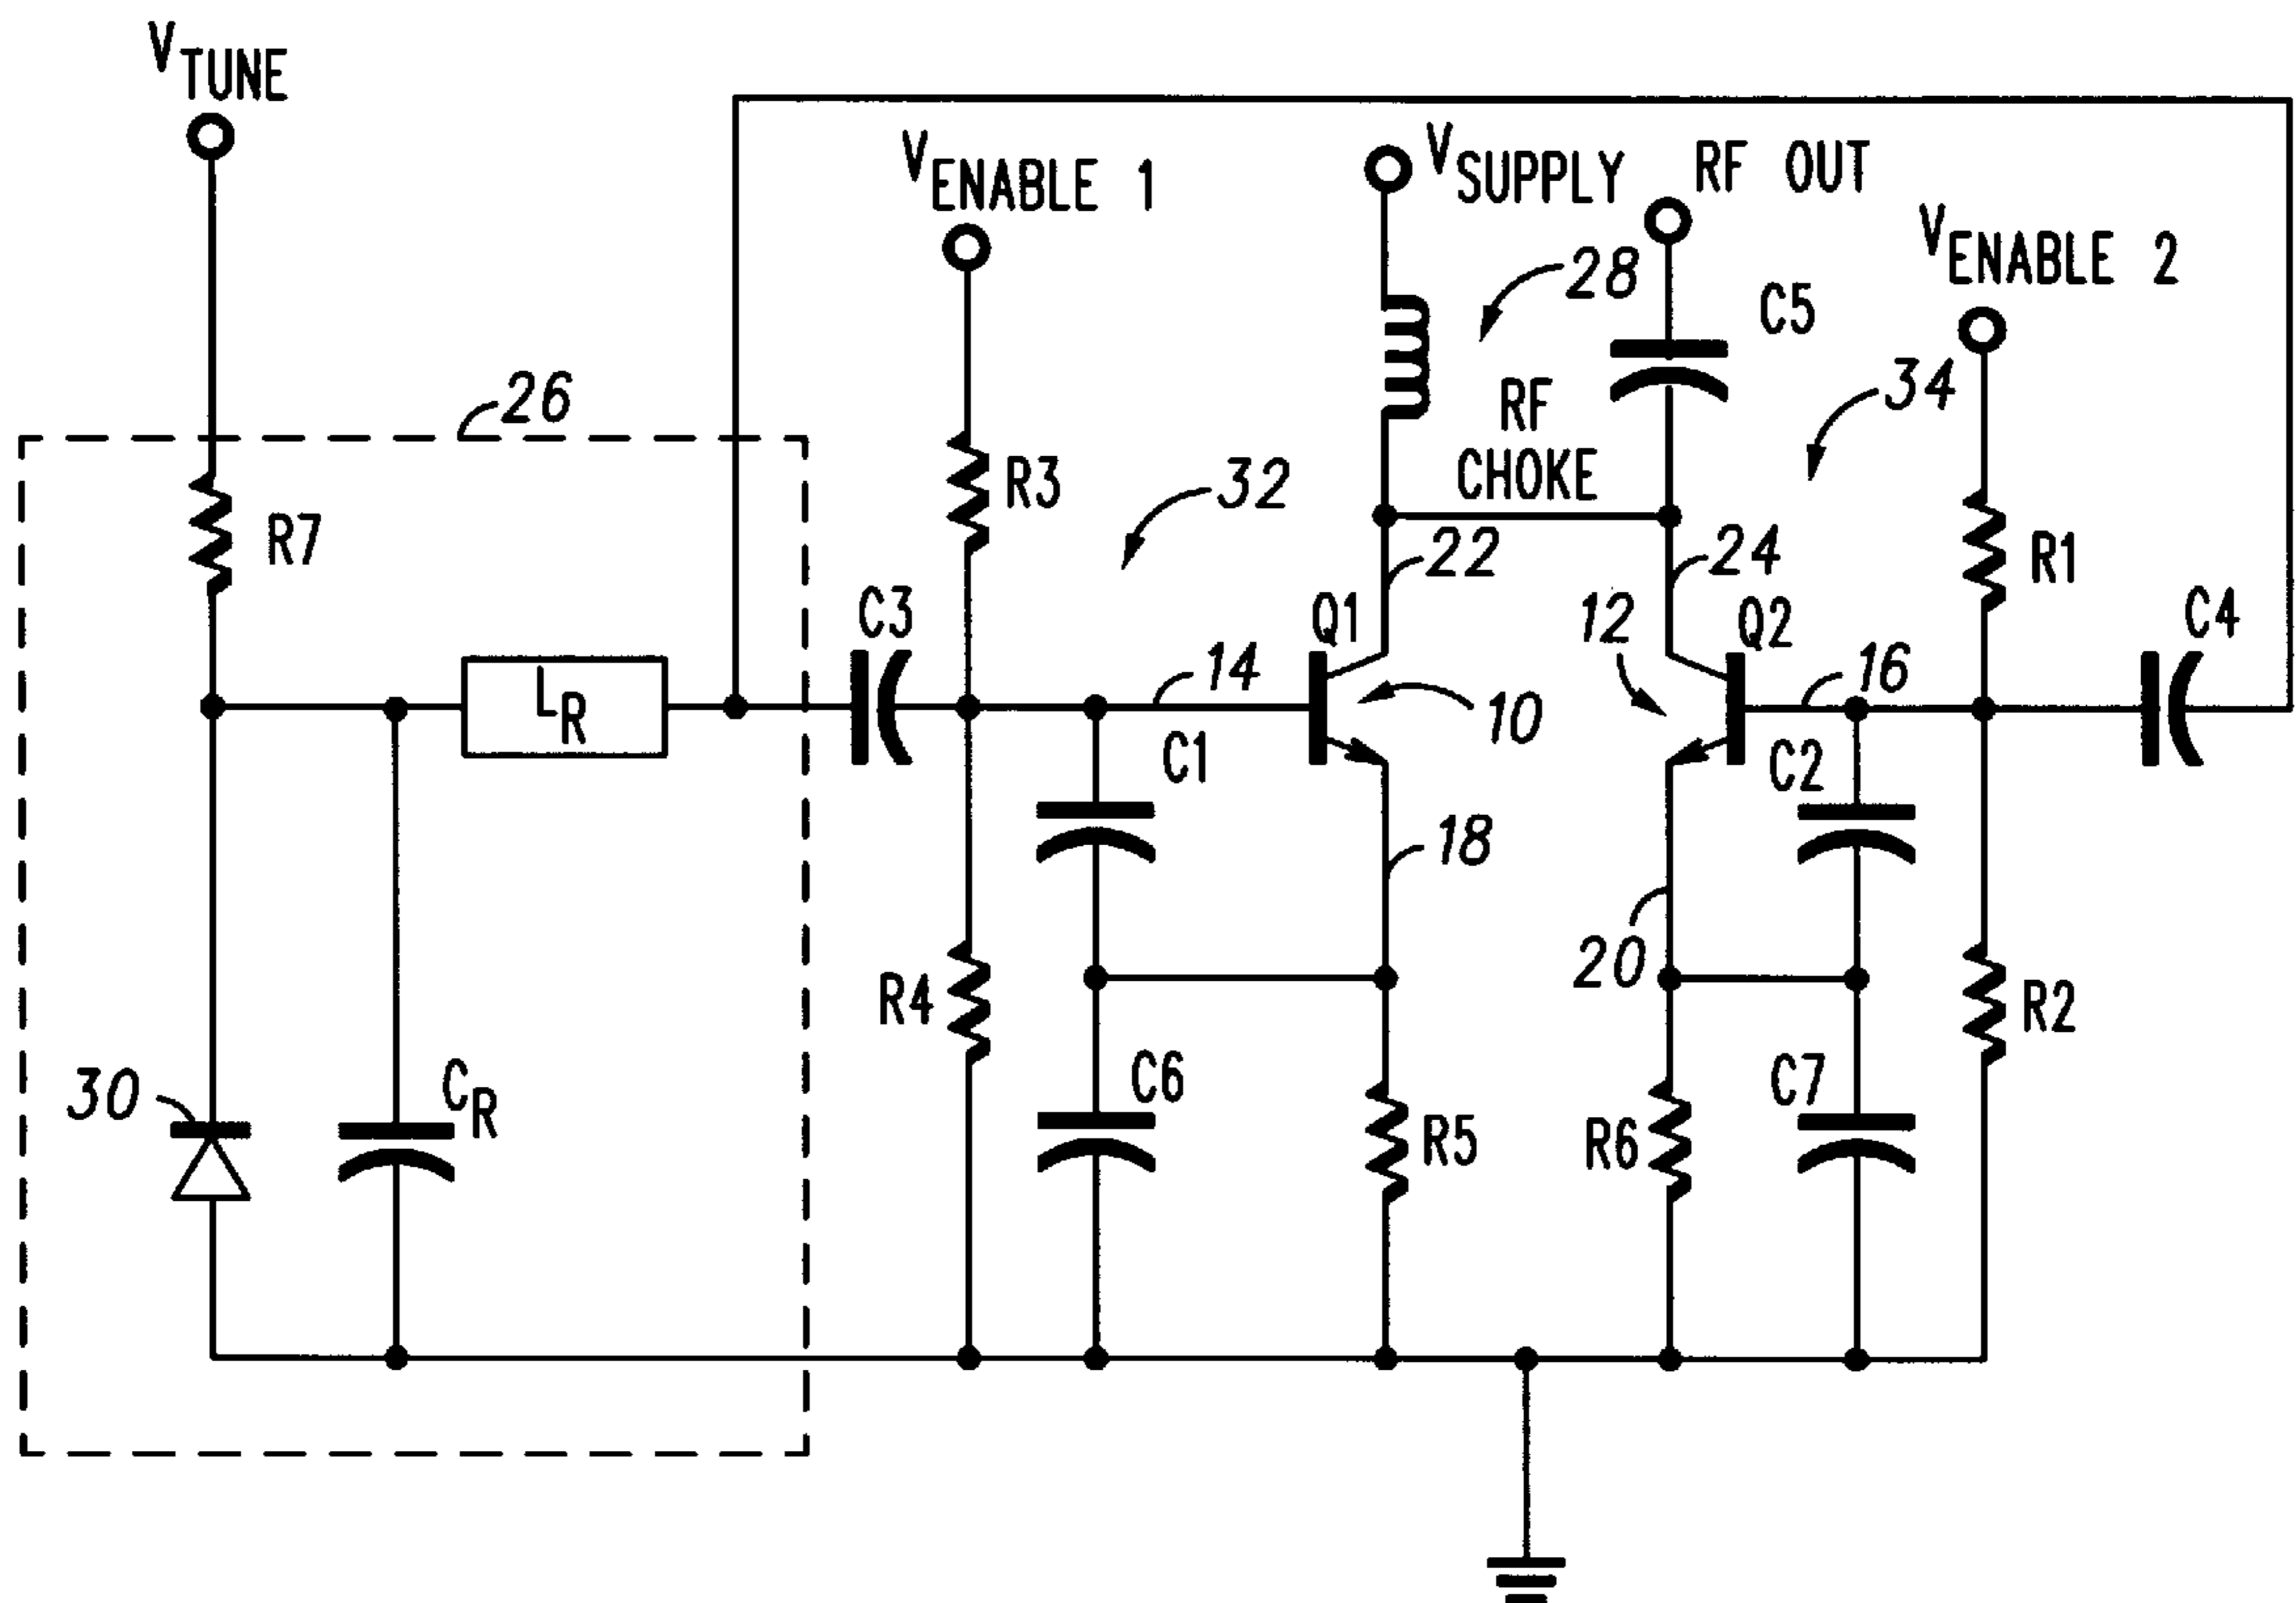 VTUNE
VENABLE 1
VSUPPLY
RF OUT
VENABLE 2
28
C5
26
34
RF
CHOKE
R3
32
R7
22
24
R1
C3
Q1
12
Q2
C4
LR
14
10
16
C1
C2
18
20
R4
R2
30
CR
C6
R5
R6
C7